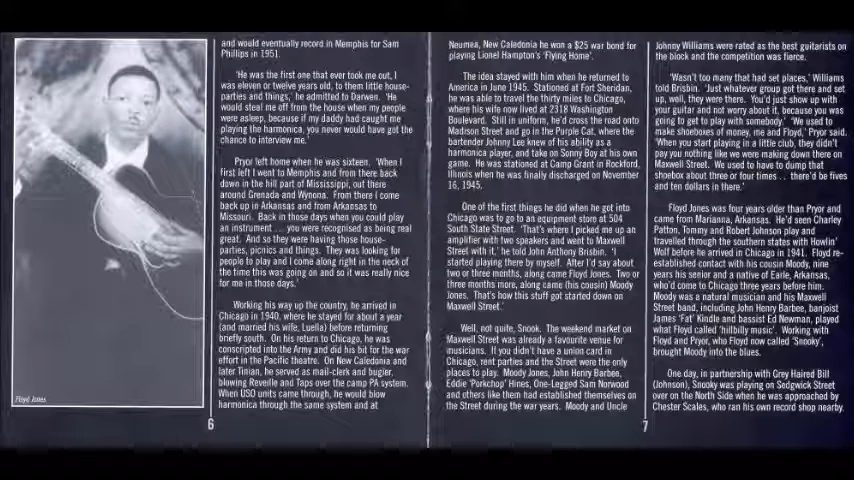 and would eventually record in Memphis for Sam
Phillips in 1951.
'He was the first one that ever took me out, I
was eleven or twelve years old, to them little house-
parties and things,' he admitted to Darwen. 'He
would steal me off from the house when my people
were asleep, because if my daddy had caught me
playing the harmonica, you never would have got the
chance to interview me.'
Pryor left home when he was sixteen. 'When I
first left I went to Memphis and from there back
down in the hill part of Mississippi, out there
around Grenada and Wynona. From there I come
back up in Arkansas and from Arkansas to
Missouri. Back in those days when you could play
an instrument ... you were recognised as being real
great. And so they were having those house-
parties, picnics and things. They was looking for
people to play and I come along right in the neck of
the time this was going on and so it was really nice
for me in those days.'
Working his way up the country, he arrived in
Chicago in 1940, where he stayed for about a year
(and married his wife, Luella) before returning
briefly south. On his return to Chicago, he was
conscripted into the Army and did his bit for the war
effort in the Pacific theatre. On New Caledonia and
later Tinian, he served as mail-clerk and bugler,
blowing Reveille and Taps over the camp PA system.
When USO units came through, he would blow
harmonica through the same system and at
Floyd Jones
6
Neumea, New Caledonia he won a $25 war bond for
playing Lionel Hampton's 'Flying Home'.
The idea stayed with him when he returned to
America in June 1945. Stationed at Fort Sheridan,
he was able to travel the thirty miles to Chicago,
where his wife now lived at 2318 Washington
Boulevard. Still in uniform, he'd cross the road onto
Madison Street and go in the Purple Cat, where the
bartender Johnny Lee knew of his ability as a
harmonica player, and take on Sonny Boy at his own
game. He was stationed at Camp Grant in Rockford,
Illinois when he was finally discharged on November
16, 1945.
One of the first things he did when he got into
Chicago was to go to an equipment store at 504
South State Street. 'That's where I picked me up an
amplifier with two speakers and went to Maxwell
Street with it,' he told John Anthony Brisbin. 'I
started playing there by myself. After I'd say about
two or three months, along came Floyd Jones. Two or
three months more, along came (his cousin) Moody
Jones. That's how this stuff got started down on
Maxwell Street.'
Well, not quite, Snook. The weekend market on
Maxwell Street was already a favourite venue for
musicians. If you didn't have a union card in
Chicago, rent parties and the Street were the only
places to play. Moody Jones, John Henry Barbee,
Eddie 'Porkchop' Hines, One-Legged Sam Norwood
and others like them had established themselves on
the Street during the war years. Moody and Uncle
Johnny Williams were rated as the best guitarists on
the block and the competition was fierce.
'Wasn't too many that had set places,' Williams
told Brisbin. 'Just whatever group got there and set
up, well, they were there. You'd just show up with
your guitar and not worry about it, because you was
going to get to play with somebody.' 'We used to
make shoeboxes of money, me and Floyd,' Pryor said.
'When you start playing in a little club, they didn't
pay you nothing like we were making down there on
Maxwell Street. We used to have to dump that
shoebox about three or four times . . there'd be fives
and ten dollars in there.'
Floyd Jones was four years older than Pryor and
came from Marianna, Arkansas. He'd seen Charley
Patton, Tommy and Robert Johnson play and
travelled through the southern states with Howlin'
Wolf before he arrived in Chicago in 1941. Floyd re-
established contact with his cousin Moody, nine
years his senior and a native of Earle, Arkansas,
who'd come to Chicago three years before him.
Moody was a natural musician and his Maxwell
Street band, including John Henry Barbee, banjoist
James 'Fat' Kindle and bassist Ed Newman, played
what Floyd called 'hillbilly music'. Working with
Floyd and Pryor, who Floyd now called 'Snooky',
brought Moody into the blues.
One day, in partnership with Grey Haired Bill
(Johnson), Snooky was playing on Sedgwick Street
over on the North Side when he was approached by
Chester Scales, who ran his own record shop nearby.
7